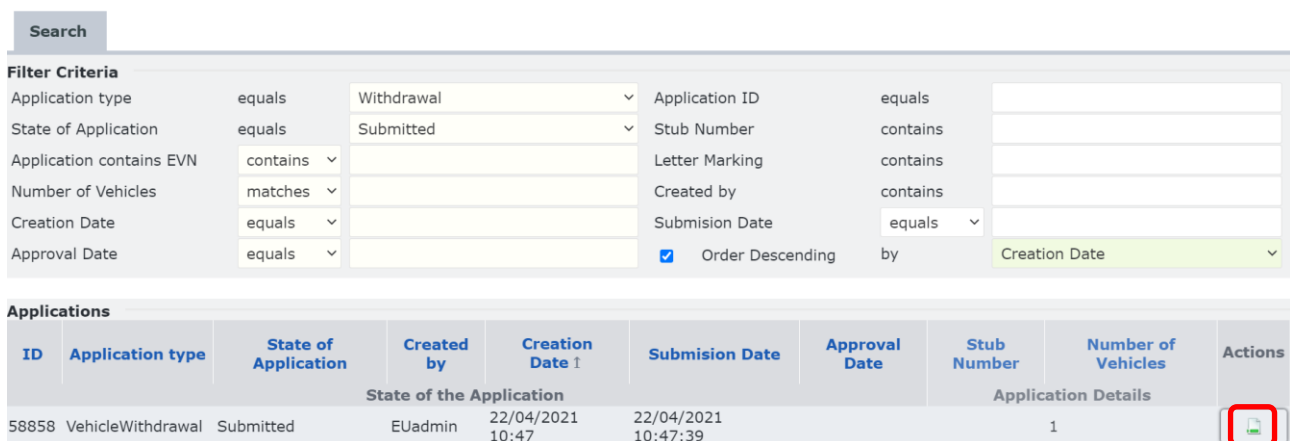 Search
Filter Criteria
Application type equals Withdrawal Application ID equals
State of Application equals Submitted Stub Number contains
Application contains EVN contains Letter Marking contains
Number of Vehicles matches Created by contains
Creation Date equals Submision Date equals
Approval Date equals Order Descending by Creation Date
Applications
ID Application type State of Application Created by Creation Date ↑ Submision Date Approval Date Stub Number Number of Vehicles Actions
State of the Application Application Details
58858 VehicleWithdrawal Submitted EUadmin 22/04/2021 10:47 22/04/2021 10:47:39 1